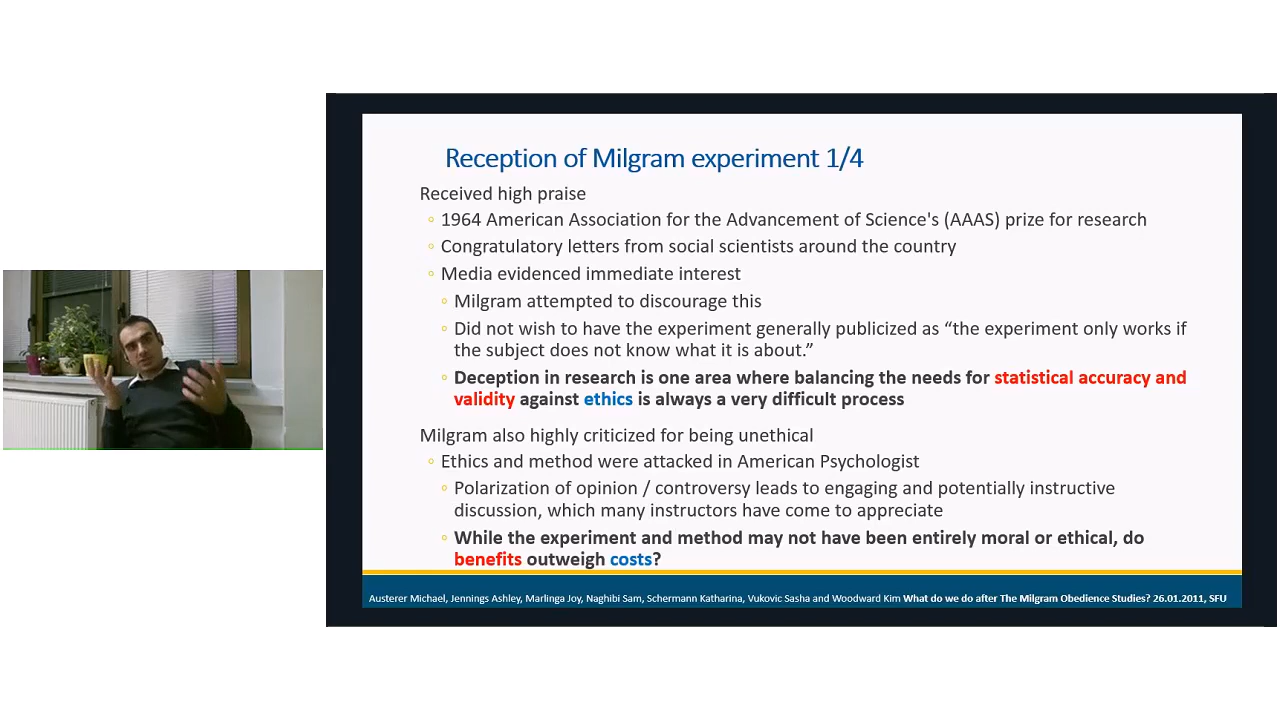 Reception of Milgram experiment 1/4
Received high praise
1964 American Association for the Advancement of Science's (AAAS) prize for research
Congratulatory letters from social scientists around the country
Media evidenced immediate interest
Milgram attempted to discourage this
Did not wish to have the experiment generally publicized as “the experiment only works if
the subject does not know what it is about.”
Deception in research is one area where balancing the needs for statistical accuracy and
validity against ethics is always a very difficult process
Milgram also highly criticized for being unethical
Ethics and method were attacked in American Psychologist
Polarization of opinion / controversy leads to engaging and potentially instructive
discussion, which many instructors have come to appreciate
While the experiment and method may not have been entirely moral or ethical, do
benefits outweigh costs?
Austerer Michael, Jennings Ashley, Marlinga Joy, Naghibi Sam, Schermann Katharina, Vukovic Sasha and Woodward Kim What do we do after The Milgram Obedience Studies? 26.01.2011, SFU